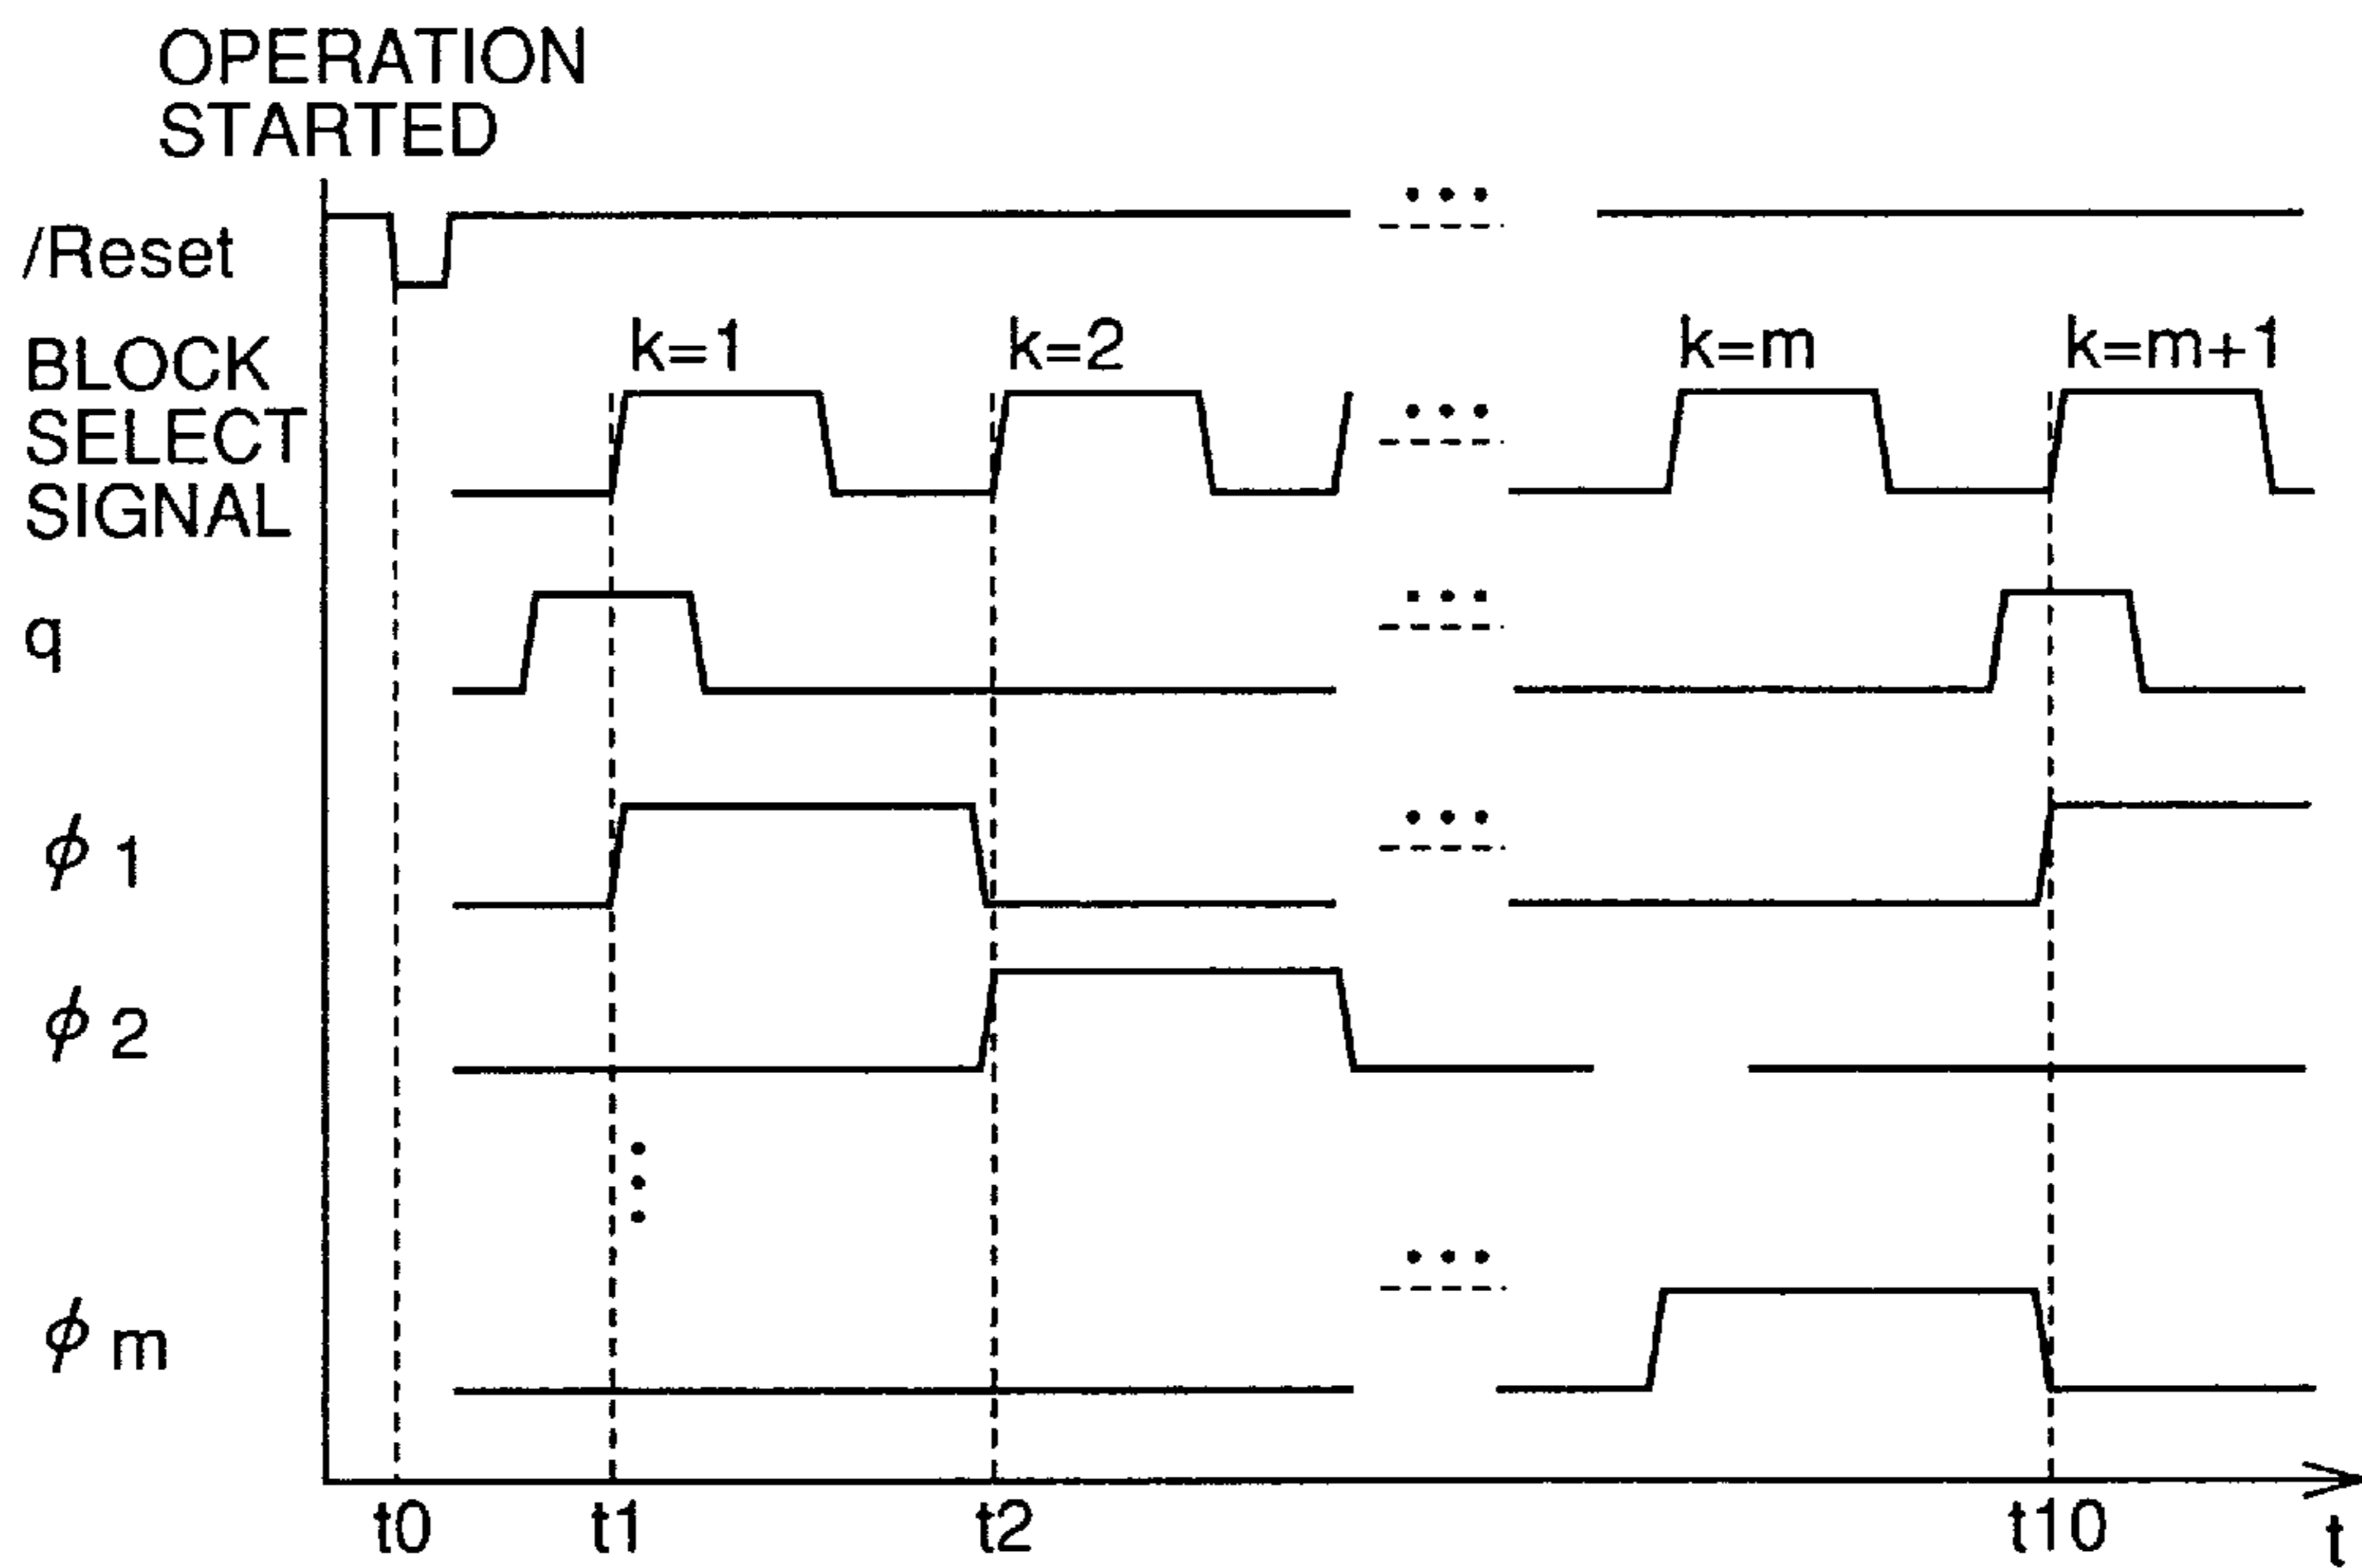 OPERATION
STARTED
/Reset
BLOCK
SELECT
SIGNAL
k=1
k=2
k=m
k=m+1
q
ϕ 1
ϕ 2
ϕ m
t0
t1
t2
t10
t